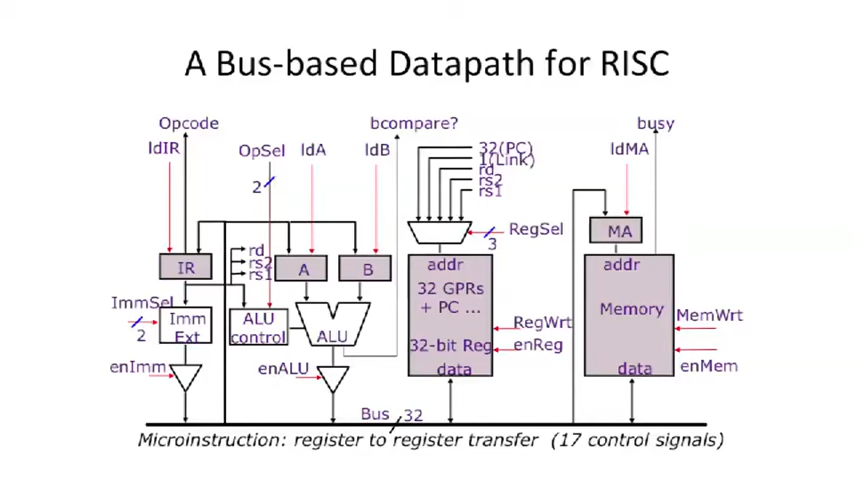 A Bus-based Datapath for RISC
Opcode
bcompare?
busy
ldIR
OpSel
ldA
ldB
32(PC)
1(Link)
rd
rs2
rs1
ldMA
2
RegSel
3
MA
rd
rs2
rs1
IR
A
B
addr
addr
32 GPRs
+ PC ...
Memory
ImmSel
2
Imm
Ext
ALU
control
ALU
RegWrt
MemWrt
32-bit Reg
enReg
enImm
enALU
data
data
enMem
Bus
32
Microinstruction: register to register transfer (17 control signals)